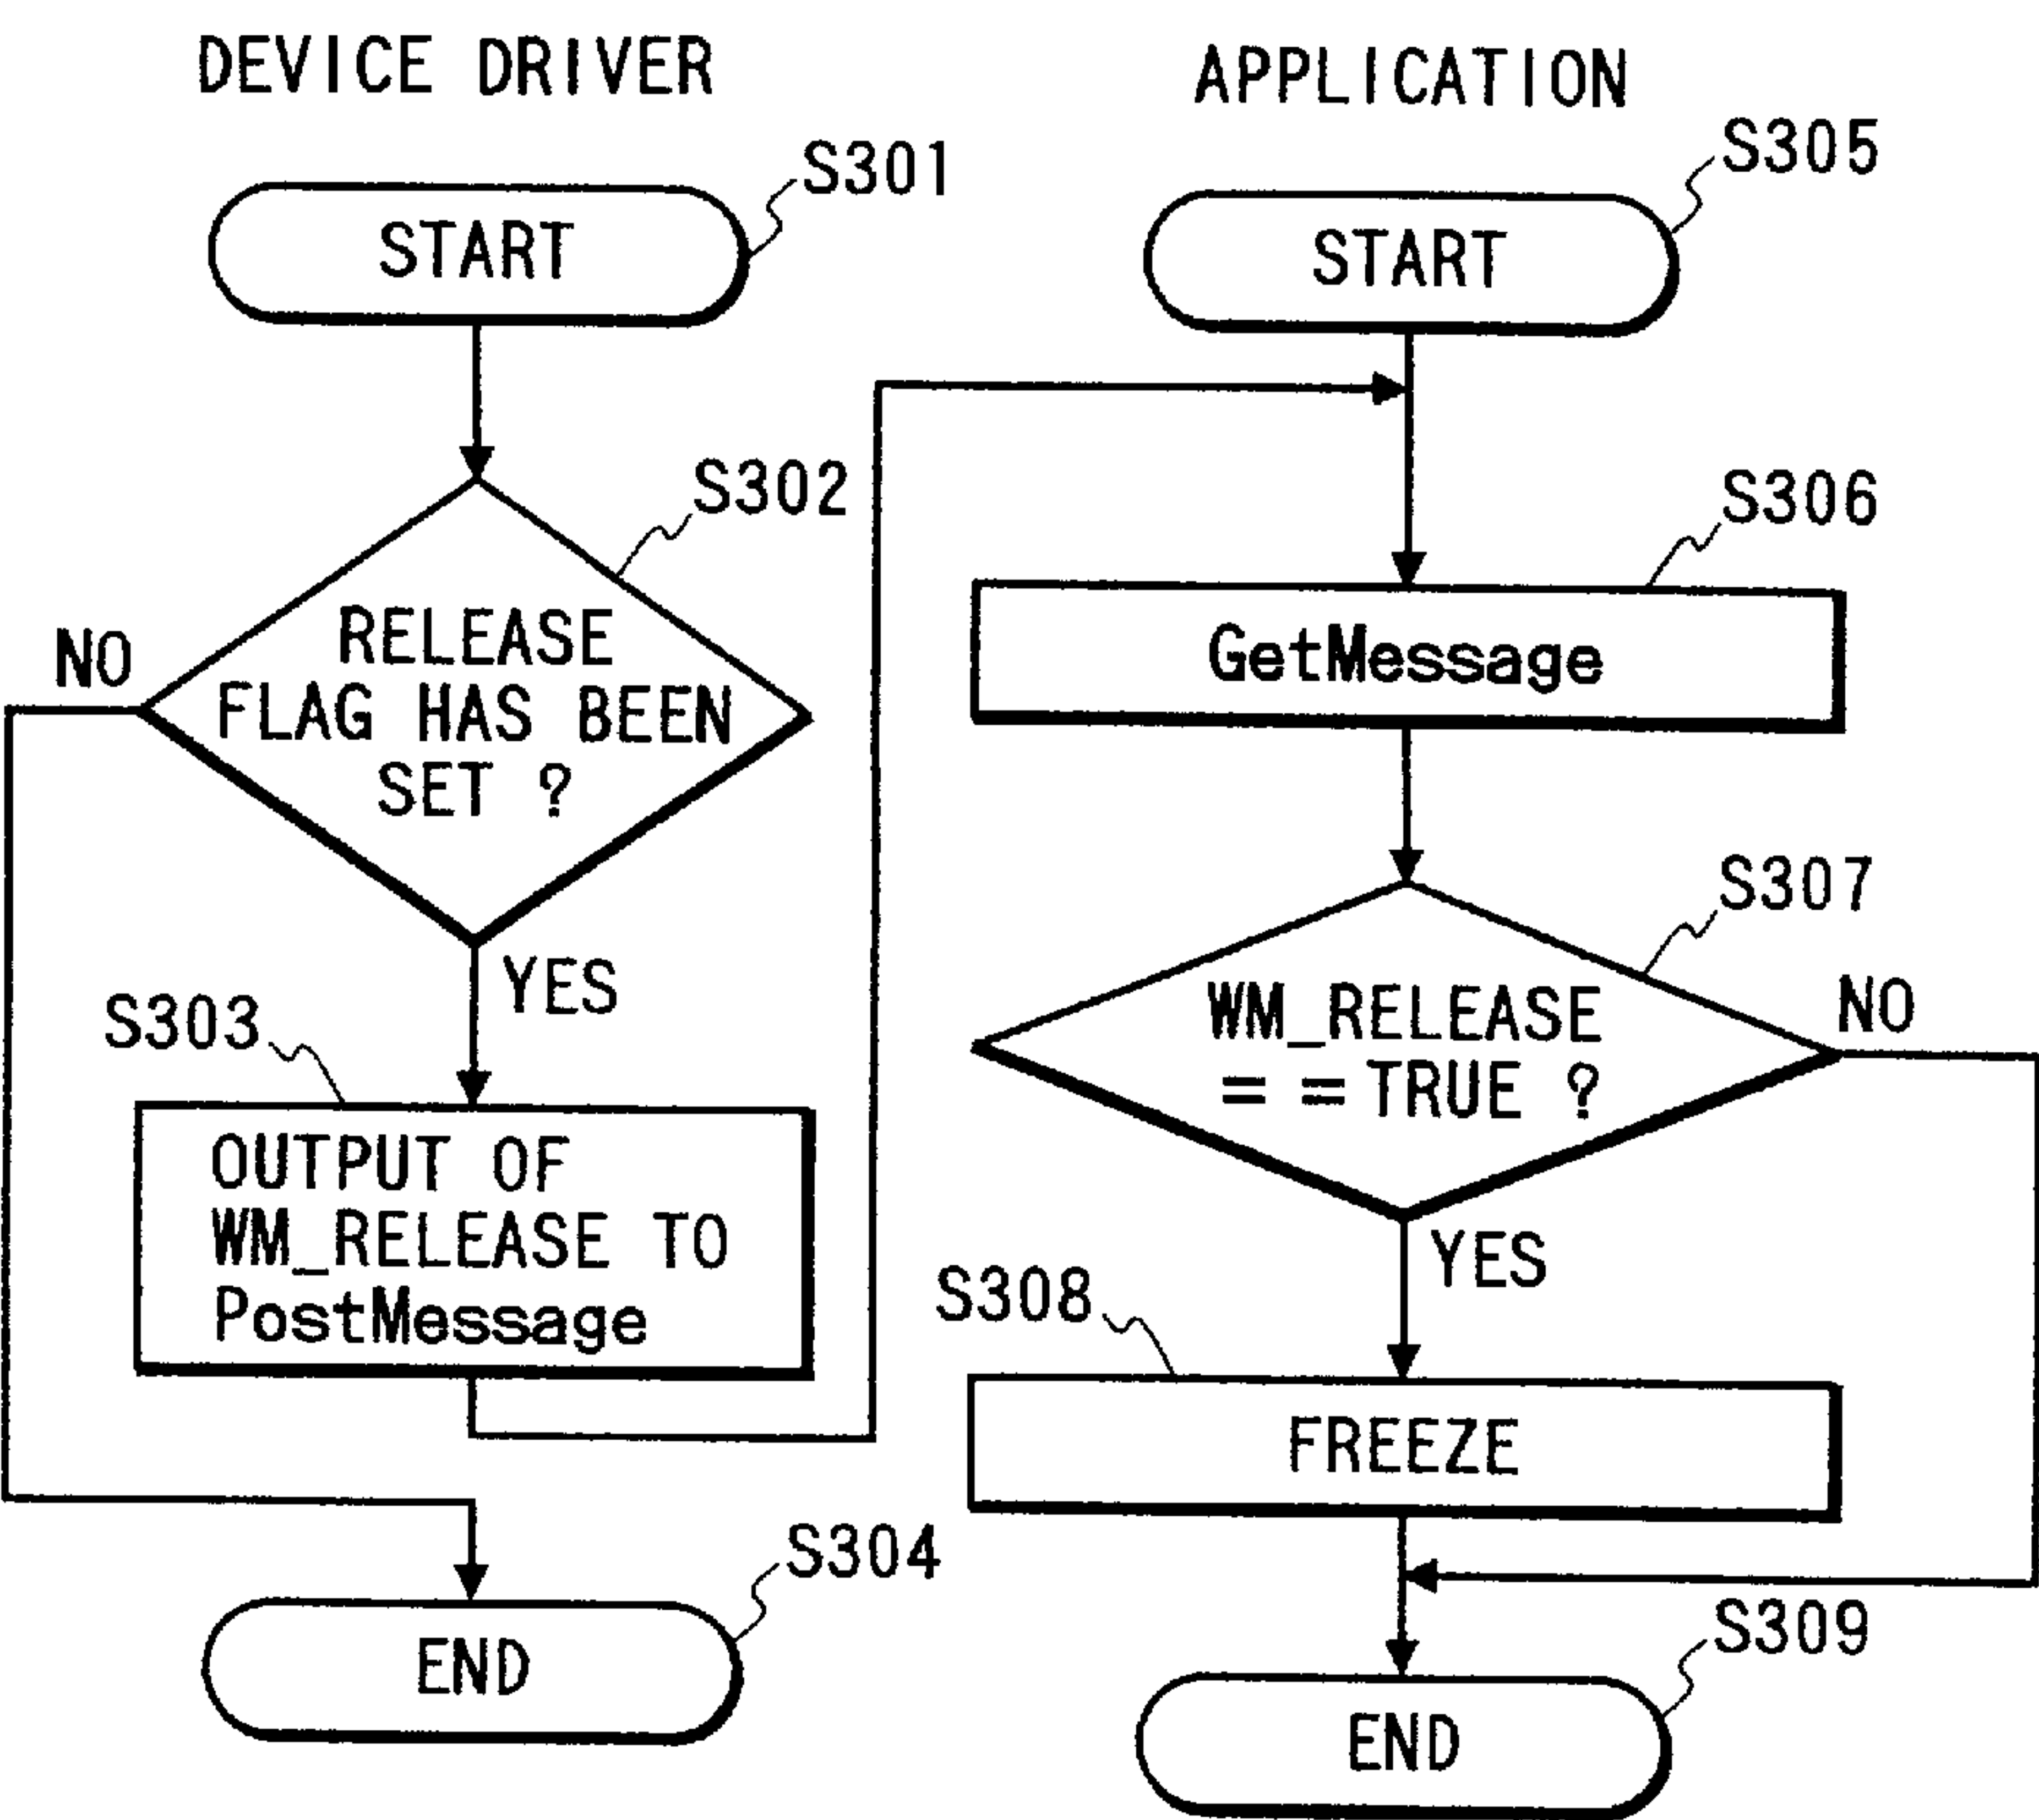 DEVICE DRIVER
S301
START
S302
RELEASE
FLAG HAS BEEN
SET ?
NO
YES
S303
OUTPUT OF
WM_RELEASE TO
PostMessage
S304
END
APPLICATION
S305
START
S306
GetMessage
S307
WM_RELEASE
= = TRUE ?
NO
YES
S308
FREEZE
S309
END